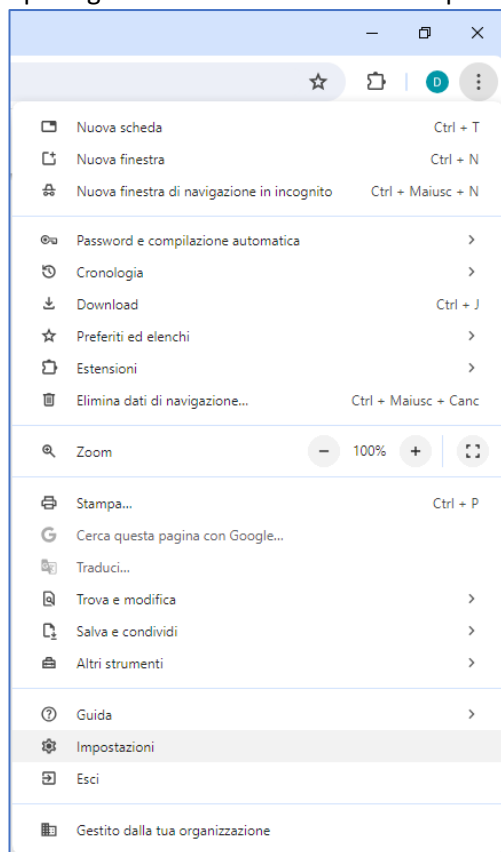 D
Nuova scheda Ctrl + T
Nuova finestra Ctrl + N
Nuova finestra di navigazione in incognito Ctrl + Maiusc + N
Password e compilazione automatica
Cronologia
Download Ctrl + J
Preferiti ed elenchi
Estensioni
Elimina dati di navigazione... Ctrl + Maiusc + Canc
Zoom - 100% +
Stampa... Ctrl + P
Cerca questa pagina con Google...
Traduci...
Trova e modifica
Salva e condividi
Altri strumenti
Guida
Impostazioni
Esci
Gestito dalla tua organizzazione